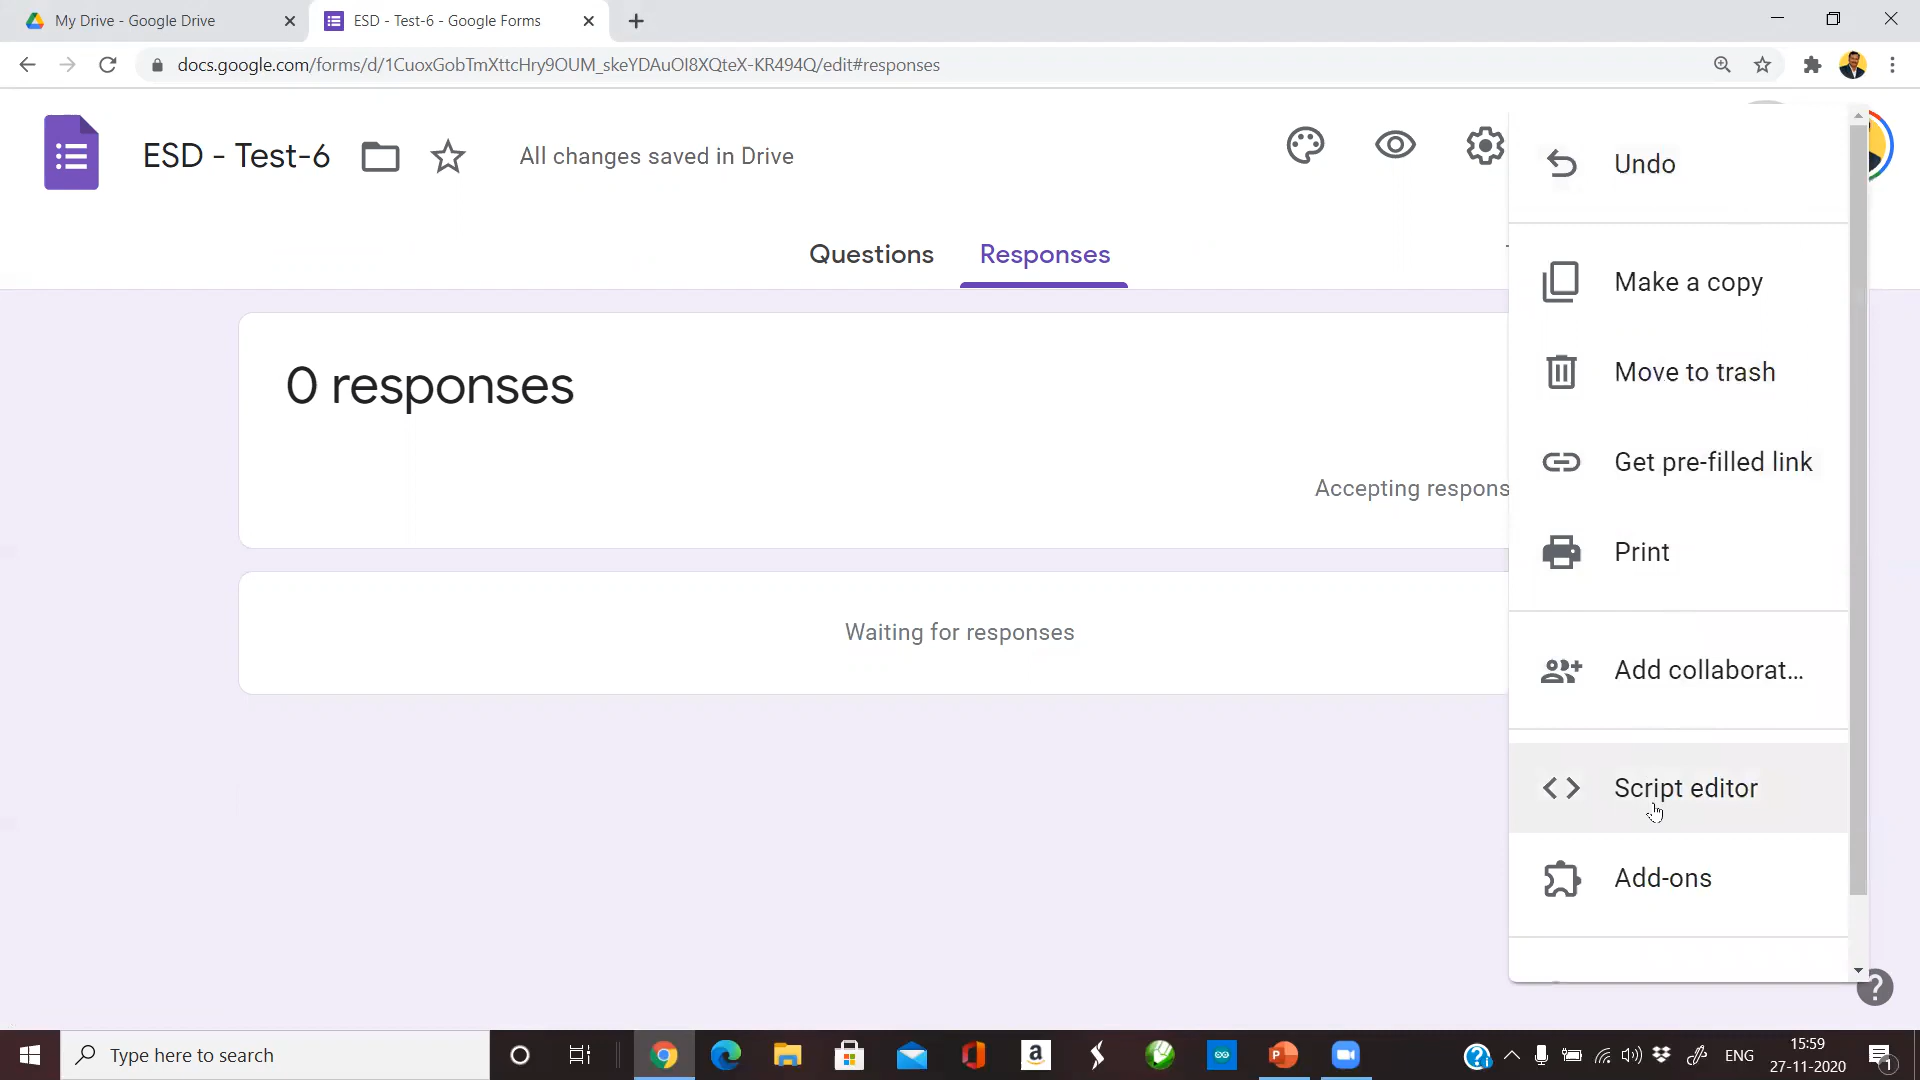 My Drive - Google Drive
ESD - Test-6 - Google Forms
docs.google.com/forms/d/1CuoxGobTmXttcHry9OUM_skeYDAuOI8XQteX-KR494Q/edit#responses
ESD - Test-6
All changes saved in Drive
Questions
Responses
0 responses
Accepting respons
Waiting for responses
Undo
Make a copy
Move to trash
Get pre-filled link
Print
Add collaborat...
Script editor
Add-ons
?
Type here to search
ENG
15:59
27-11-2020
1